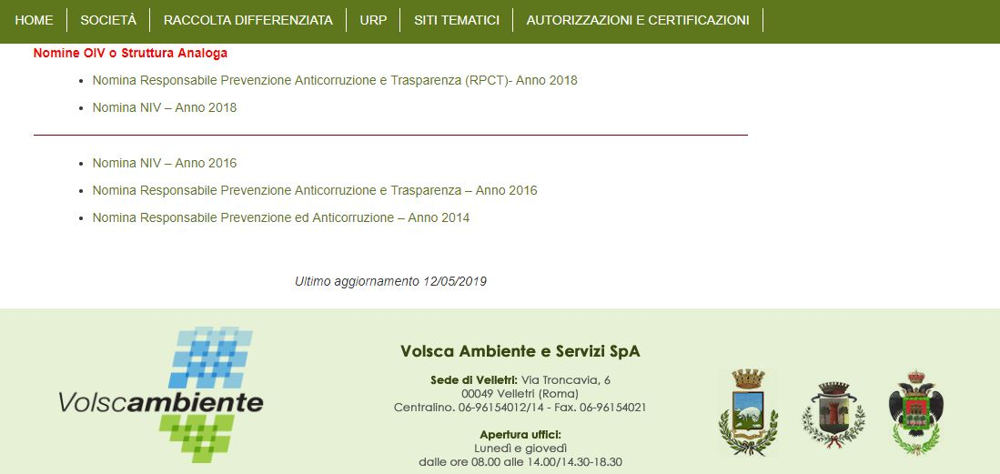 HOME
SOCIETÀ
RACCOLTA DIFFERENZIATA
URP
SITI TEMATICI
AUTORIZZAZIONI E CERTIFICAZIONI
Nomine OIV o Struttura Analoga
Nomina Responsabile Prevenzione Anticorruzione e Trasparenza (RPCT)- Anno 2018
Nomina NIV – Anno 2018
Nomina NIV – Anno 2016
Nomina Responsabile Prevenzione Anticorruzione e Trasparenza – Anno 2016
Nomina Responsabile Prevenzione ed Anticorruzione – Anno 2014
Ultimo aggiornamento 12/05/2019
Volscambiente
Volsca Ambiente e Servizi SpA
Sede di Velletri: Via Troncavia, 6
00049 Velletri (Roma)
Centralino. 06-96154012/14 - Fax. 06-96154021
Apertura uffici:
Lunedì e giovedì
dalle ore 08.00 alle 14.00/14.30-18.30